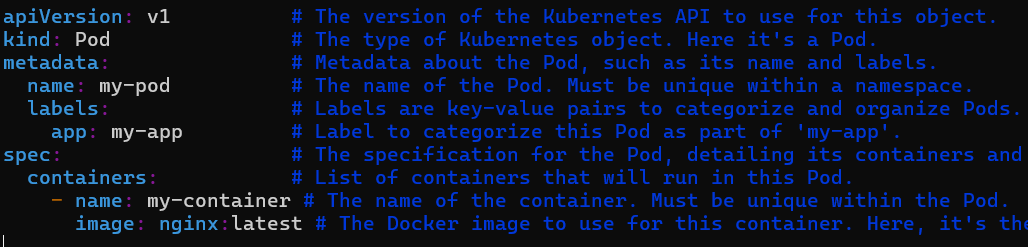 apiVersion: v1          # The version of the Kubernetes API to use for this object.
kind: Pod               # The type of Kubernetes object. Here it's a Pod.
metadata:               # Metadata about the Pod, such as its name and labels.
  name: my-pod          # The name of the Pod. Must be unique within a namespace.
  labels:               # Labels are key-value pairs to categorize and organize Pods.
    app: my-app         # Label to categorize this Pod as part of 'my-app'.
spec:                   # The specification for the Pod, detailing its containers and
  containers:           # List of containers that will run in this Pod.
    - name: my-container # The name of the container. Must be unique within the Pod.
      image: nginx:latest # The Docker image to use for this container. Here, it's the